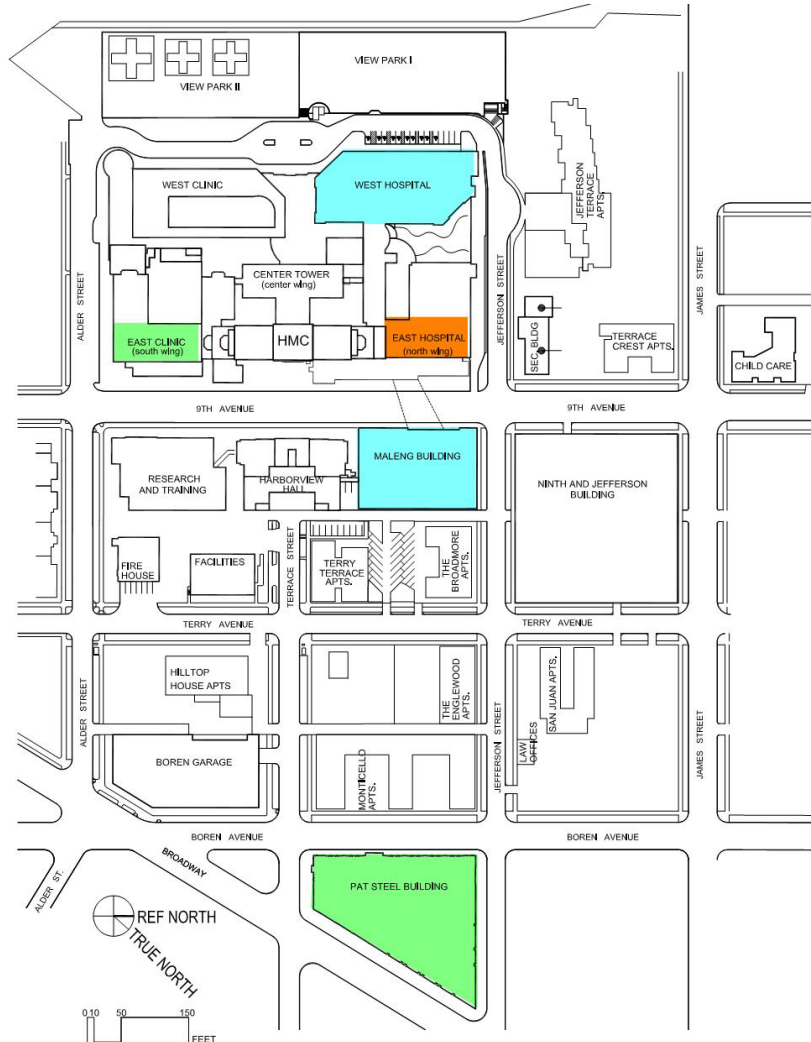 VIEW PARK I
VIEW PARK II
WEST CLINIC
WEST HOSPITAL
JEFFERSON
TERRACE
APTS.
CENTER TOWER
(center wing)
ALDER STREET
JEFFERSON STREET
JAMES STREET
EAST CLINIC
(south wing)
HMC
EAST HOSPITAL
(north wing)
SEC. BLDG
TERRACE
CREST APTS.
CHILD CARE
9TH AVENUE
9TH AVENUE
MALENG BUILDING
RESEARCH
AND TRAINING
HARBORVIEW
HALL
NINTH AND JEFFERSON
BUILDING
FIRE
HOUSE
FACILITIES
TERRACE STREET
TERRY
TERRACE
APTS.
THE
BROADMORE
APTS.
TERRY AVENUE
TERRY AVENUE
HILLTOP
HOUSE APTS
THE ENGLEWOOD
APTS.
SAN JUAN APTS.
ALDER STREET
JEFFERSON STREET
LAW
OFFICES
JAMES STREET
BOREN GARAGE
MONTICELLO
APTS.
BOREN AVENUE
BOREN AVENUE
BROADWAY
ALDER ST.
PAT STEEL BUILDING
REF NORTH
TRUE NORTH
0 10 50 150
FEET